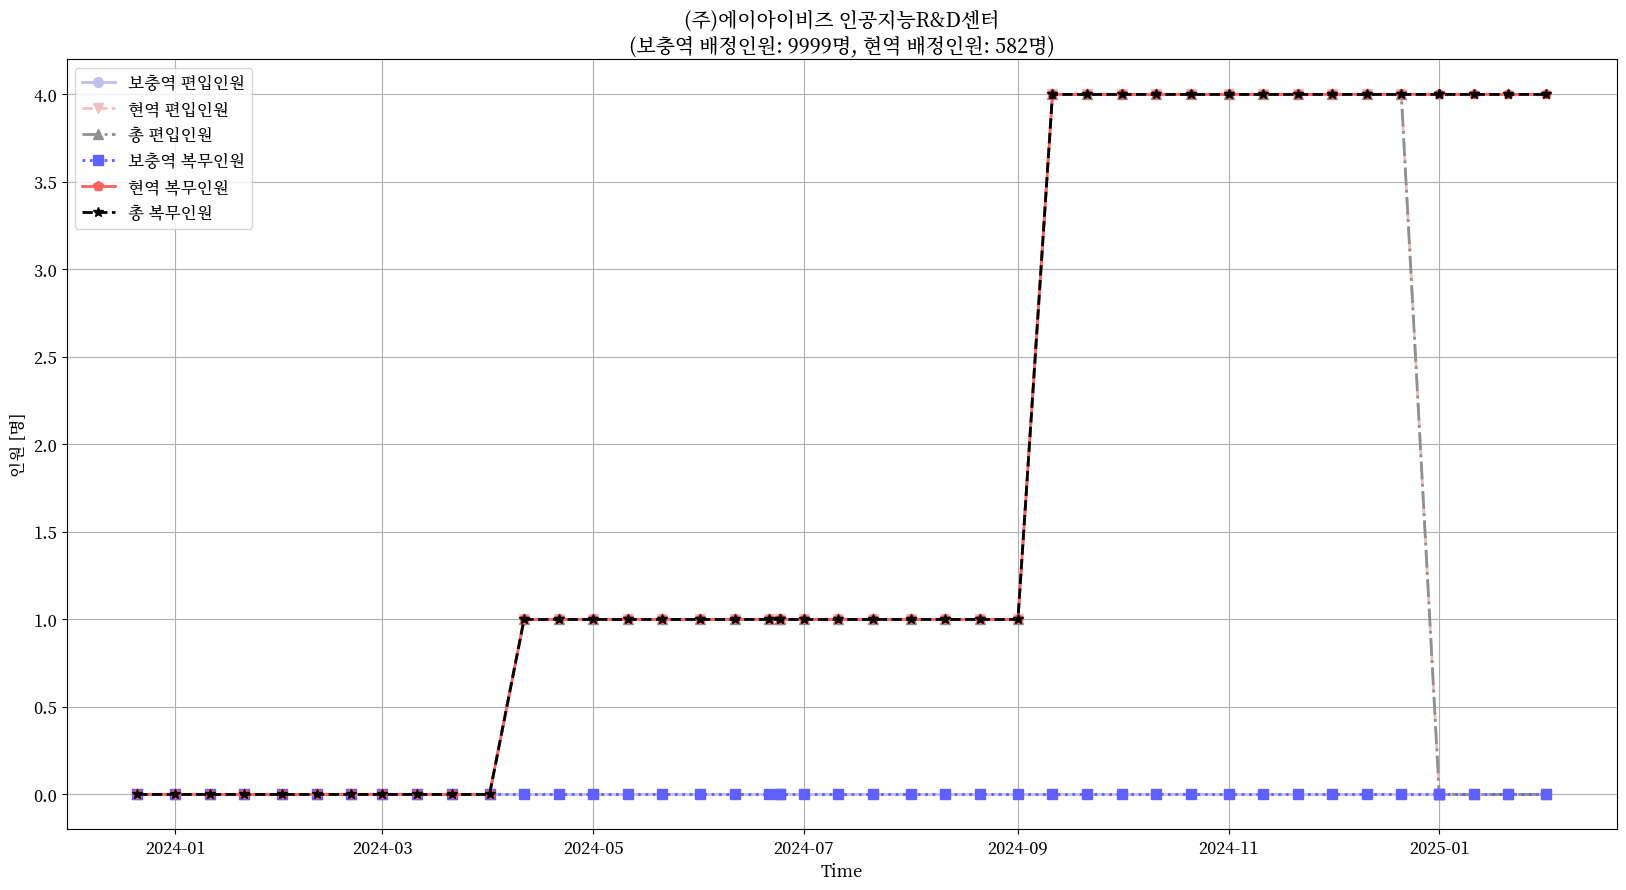 (주)에이아이비즈 인공지능R&D센터
(보충역 배정인원: 9999명, 현역 배정인원: 582명)
보충역 편입인원
현역 편입인원
총 편입인원
보충역 복무인원
현역 복무인원
총 복무인원
4.0
3.5
3.0
2.5
2.0
1.5
1.0
0.5
0.0
인원 [명]
2024-01 2024-03 2024-05 2024-07 2024-09 2024-11 2025-01
Time